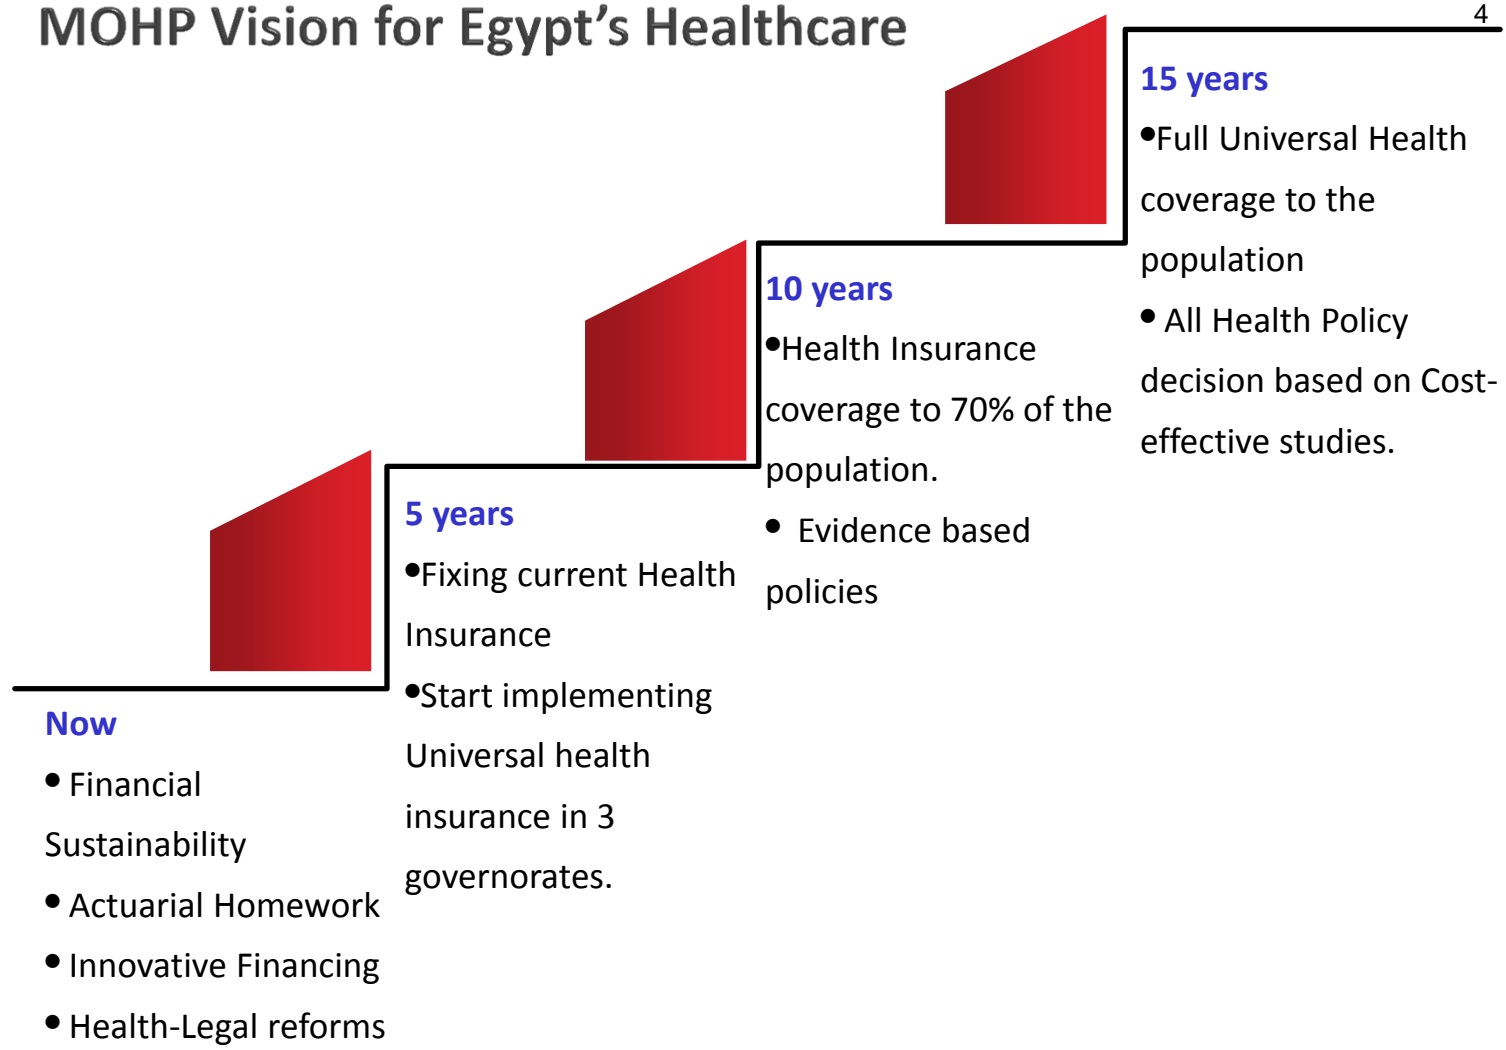 MOHP Vision for Egypt's Healthcare
4
Now
• Financial
Sustainability
• Actuarial Homework
• Innovative Financing
• Health-Legal reforms
5 years
•Fixing current Health
Insurance
•Start implementing
Universal health
insurance in 3
governorates.
10 years
•Health Insurance
coverage to 70% of the
population.
• Evidence based
policies
15 years
•Full Universal Health
coverage to the
population
• All Health Policy
decision based on Cost-
effective studies.